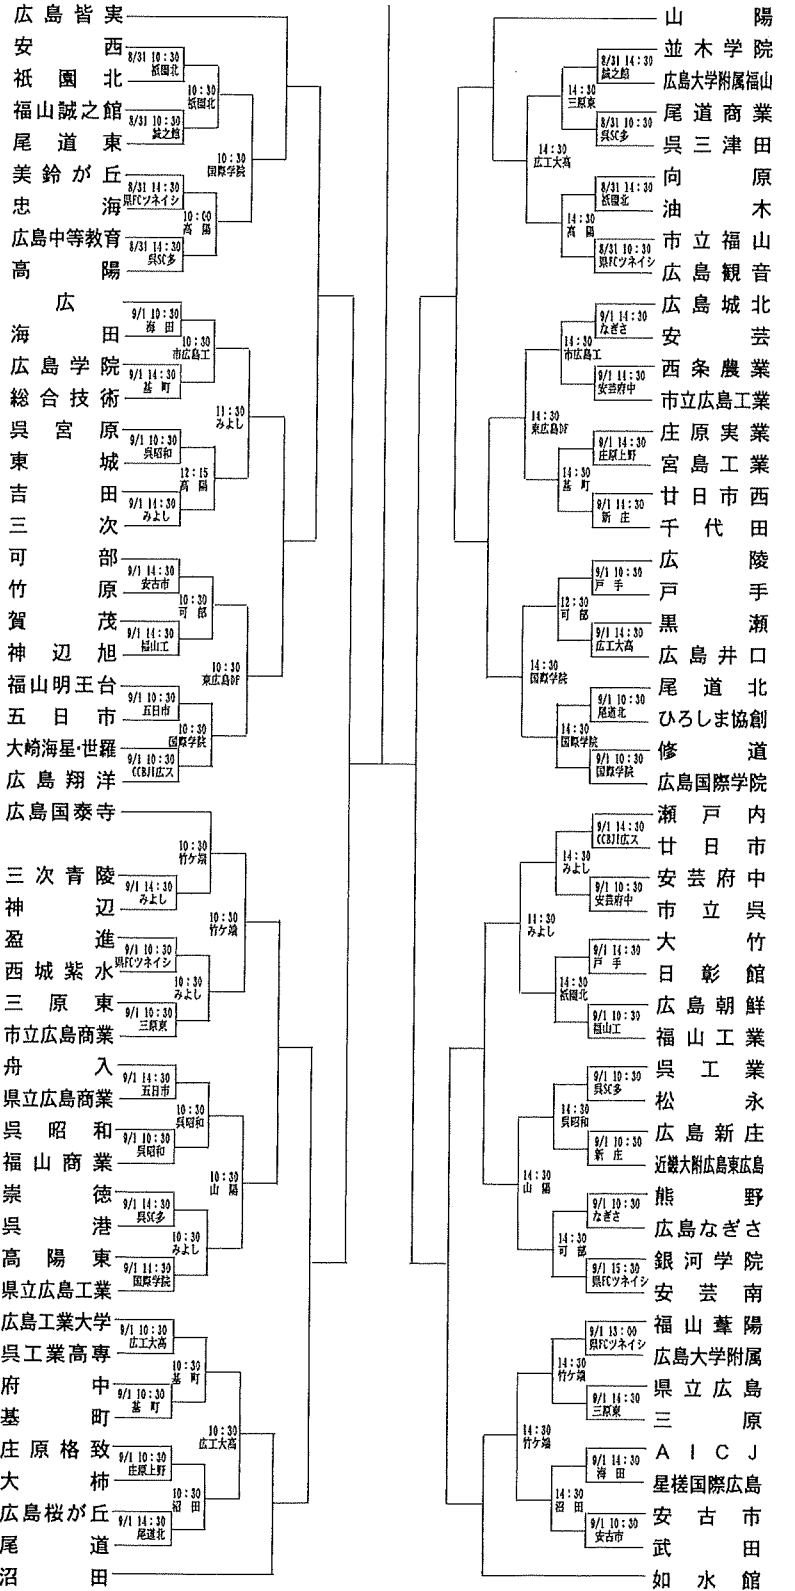 広島皆実
安西
8/31 10:30
祇園北
祇園北
10:30
祇園北
福山誠之館
8/31 10:30
誠之館
尾道東
10:30
国際学院
美鈴が丘
8/31 14:30
県FCツネイシ
忠海
10:00
高陽
広島中等教育
8/31 14:30
呉SC多
高陽
広
9/1 10:30
海田
海田
10:30
市広島工
広島学院
9/1 14:30
基町
総合技術
11:30
みよし
呉宮原
9/1 10:30
呉昭和
東城
12:15
高陽
吉田
9/1 14:30
みよし
三次
可部
9/1 14:30
安古市
竹原
10:30
可部
賀茂
9/1 14:30
福山工
神辺旭
10:30
東広島DF
福山明王台
9/1 10:30
五日市
五日市
10:30
国際学院
大崎海星・世羅
9/1 10:30
CCBJI広ス
広島翔洋
広島国泰寺
10:30
竹ケ端
三次青陵
9/1 14:30
みよし
神辺
10:30
竹ケ端
盈進
9/1 10:30
県FCツネイシ
西城紫水
10:30
みよし
三原東
9/1 10:30
三原東
市立広島商業
舟入
9/1 14:30
五日市
県立広島商業
10:30
呉昭和
呉昭和
9/1 10:30
呉昭和
福山商業
10:30
山陽
崇徳
9/1 14:30
呉SC多
呉港
10:30
みよし
高陽東
9/1 11:30
国際学院
県立広島工業
広島工業大学
9/1 10:30
広工大高
呉工業高専
10:30
基町
府中
9/1 10:30
基町
基町
10:30
広工大高
庄原格致
9/1 10:30
庄原上野
大柿
10:30
沼田
広島桜が丘
9/1 14:30
尾道北
尾道
沼田
山陽
並木学院
8/31 14:30
誠之館
広島大学附属福山
14:30
三原東
尾道商業
8/31 10:30
呉SC多
呉三津田
14:30
広工大高
向原
8/31 14:30
祇園北
油木
14:30
高陽
市立福山
8/31 10:30
県FCツネイシ
広島観音
広島城北
9/1 14:30
なぎさ
安芸
14:30
市広島工
西条農業
9/1 14:30
安芸府中
市立広島工業
14:30
東広島DF
庄原実業
9/1 14:30
庄原上野
宮島工業
14:30
基町
廿日市西
9/1 14:30
新庄
千代田
広陵
9/1 10:30
戸手
戸手
12:30
可部
黒瀬
9/1 14:30
広工大高
広島井口
14:30
国際学院
尾道北
9/1 10:30
尾道北
ひろしま協創
14:30
国際学院
修道
9/1 10:30
国際学院
広島国際学院
瀬戸内
9/1 14:30
CCBJI広ス
廿日市
14:30
みよし
安芸府中
9/1 10:30
安芸府中
市立呉
11:30
みよし
大竹
9/1 14:30
戸手
日彰館
14:30
祇園北
広島朝鮮
9/1 10:30
福山工
福山工業
呉工業
9/1 10:30
呉SC多
松永
14:30
呉昭和
広島新庄
9/1 10:30
新庄
近畿大附広島東広島
14:30
山陽
熊野
9/1 10:30
なぎさ
広島なぎさ
14:30
可部
銀河学院
9/1 15:30
県FCツネイシ
安芸南
福山葦陽
9/1 13:00
県FCツネイシ
広島大学附属
14:30
竹ケ端
県立広島
9/1 14:30
三原東
三原
14:30
竹ケ端
AICJ
9/1 14:30
海田
星槎国際広島
14:30
沼田
安古市
9/1 10:30
安古市
武田
如水館